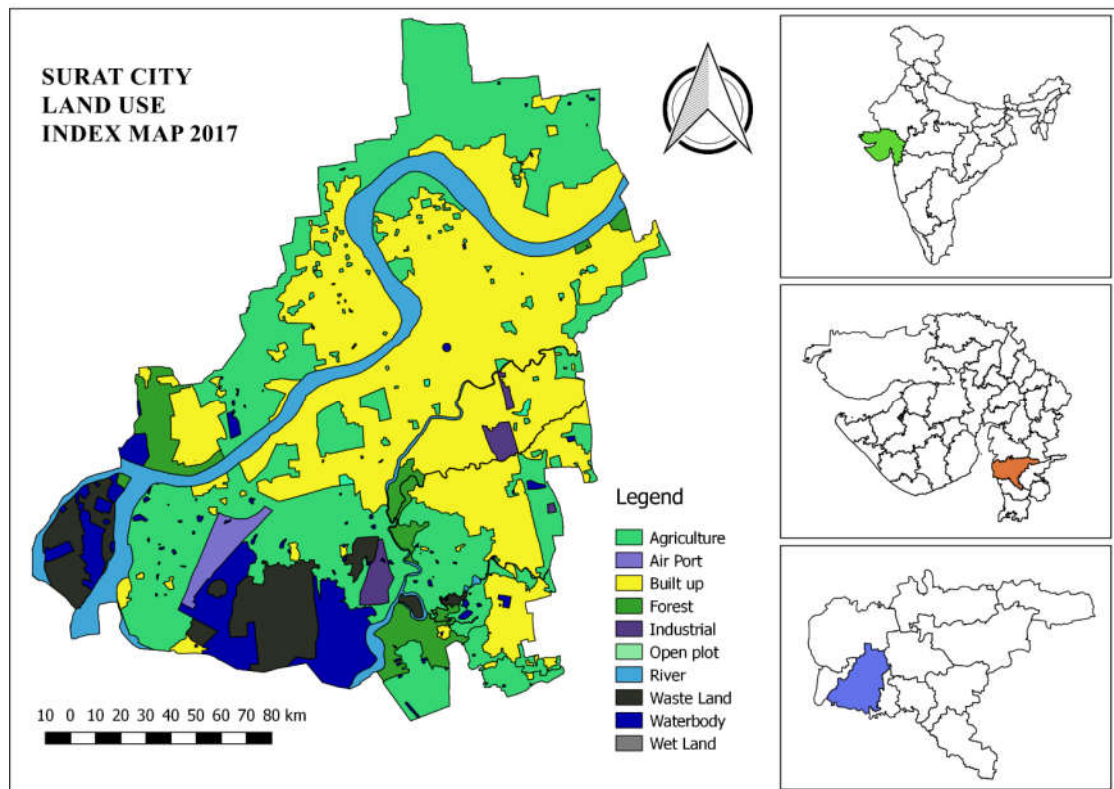 SURAT CITY
LAND USE
INDEX MAP 2017
Legend
Agriculture
Air Port
Built up
Forest
Industrial
Open plot
River
Waste Land
Waterbody
Wet Land
10 0 10 20 30 40 50 60 70 80 km